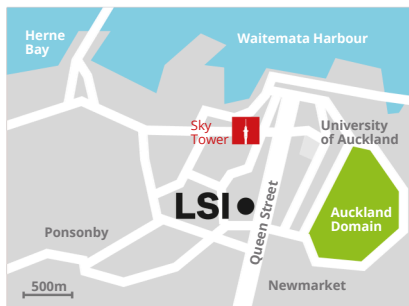 Herne
Bay
Waitemata Harbour
Sky
Tower
University
of Auckland
LSI
Queen Street
Auckland
Domain
Ponsonby
Newmarket
500m